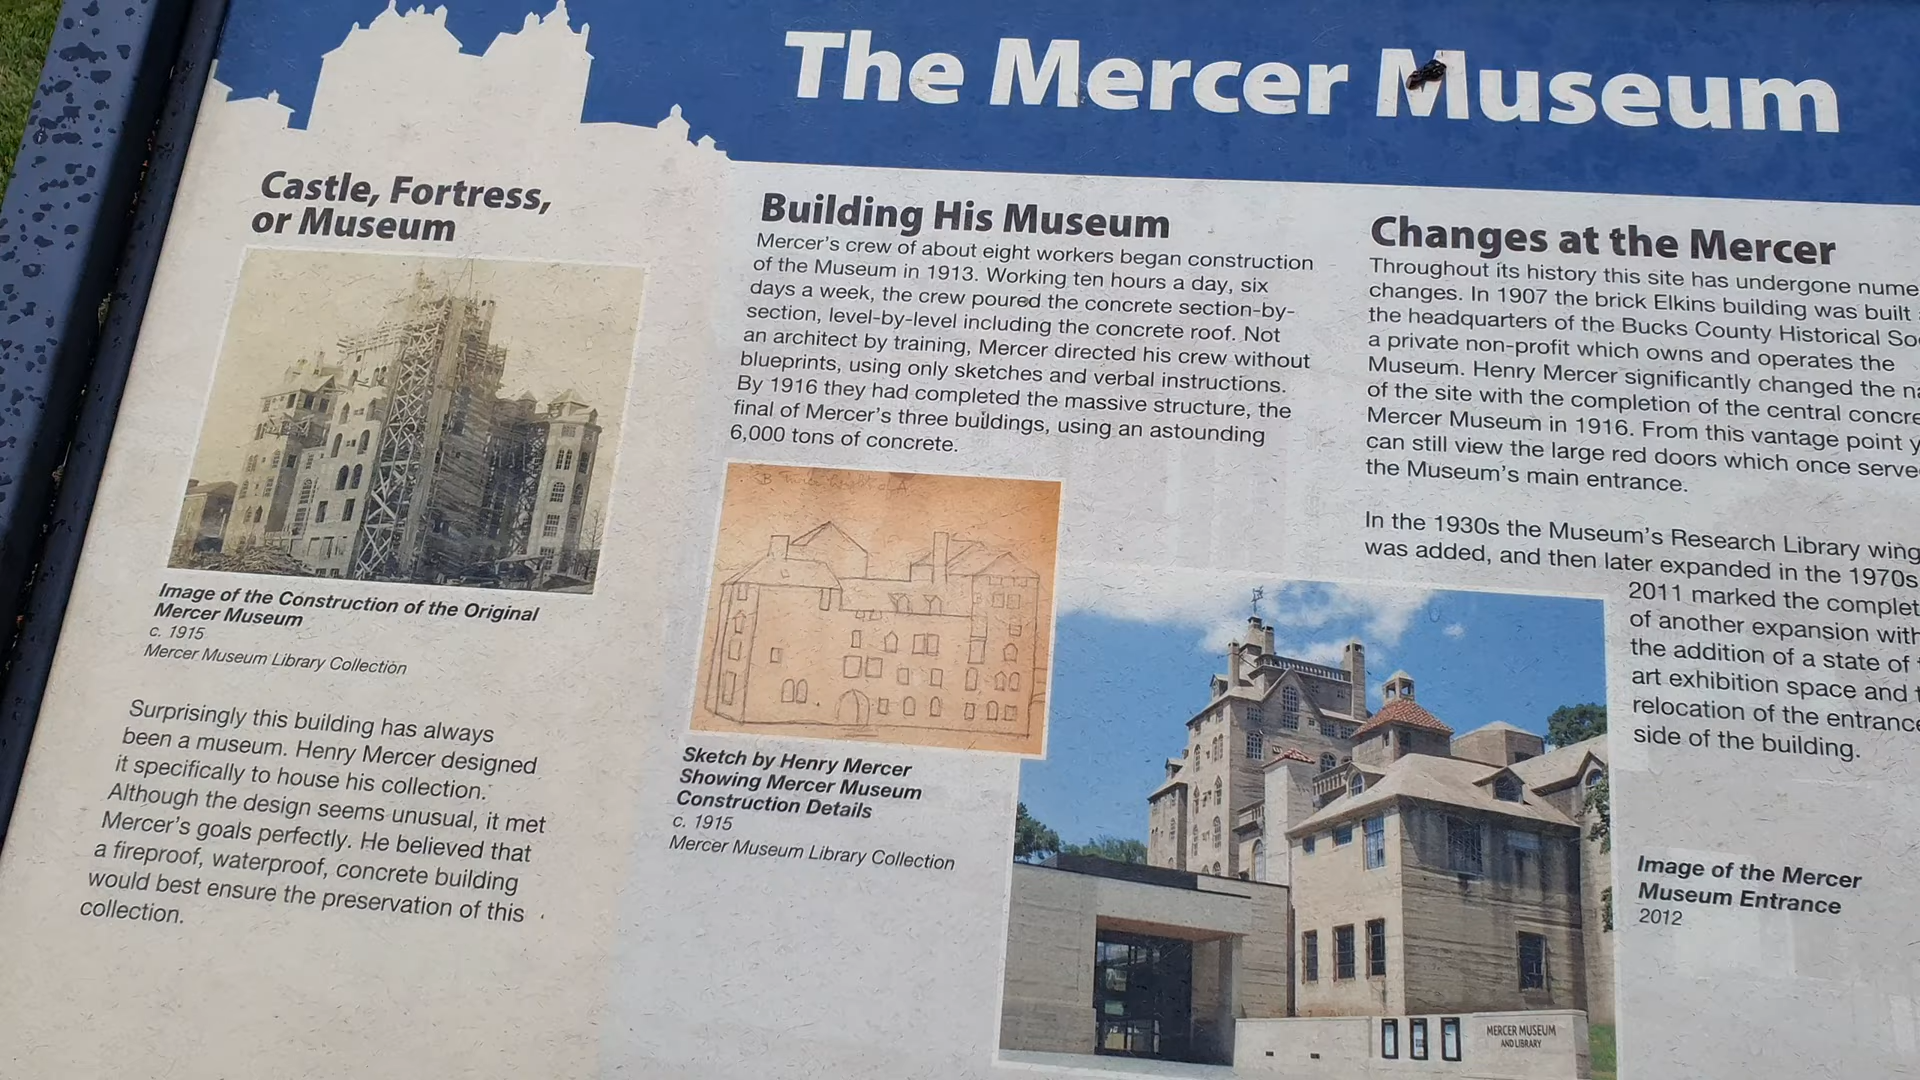 The Mercer Museum
Castle, Fortress,
or Museum
Image of the Construction of the Original
Mercer Museum
c. 1915
Mercer Museum Library Collection
Surprisingly this building has always
been a museum. Henry Mercer designed
it specifically to house his collection.
Although the design seems unusual, it met
Mercer's goals perfectly. He believed that
a fireproof, waterproof, concrete building
would best ensure the preservation of this
collection.
Building His Museum
Mercer's crew of about eight workers began construction
of the Museum in 1913. Working ten hours a day, six
days a week, the crew poured the concrete section-by-
section, level-by-level including the concrete roof. Not
an architect by training, Mercer directed his crew without
blueprints, using only sketches and verbal instructions.
By 1916 they had completed the massive structure, the
final of Mercer's three buildings, using an astounding
6,000 tons of concrete.
Sketch by Henry Mercer
Showing Mercer Museum
Construction Details
c. 1915
Mercer Museum Library Collection
Changes at the Mercer
Throughout its history this site has undergone nume
changes. In 1907 the brick Elkins building was built
the headquarters of the Bucks County Historical So
a private non-profit which owns and operates the
Museum. Henry Mercer significantly changed the na
of the site with the completion of the central concre
Mercer Museum in 1916. From this vantage point y
can still view the large red doors which once serve
the Museum's main entrance.
In the 1930s the Museum's Research Library wing
was added, and then later expanded in the 1970s
2011 marked the complet
of another expansion with
the addition of a state of
art exhibition space and
relocation of the entrance
side of the building.
Image of the Mercer
Museum Entrance
2012
MERCER MUSEUM
AND LIBRARY